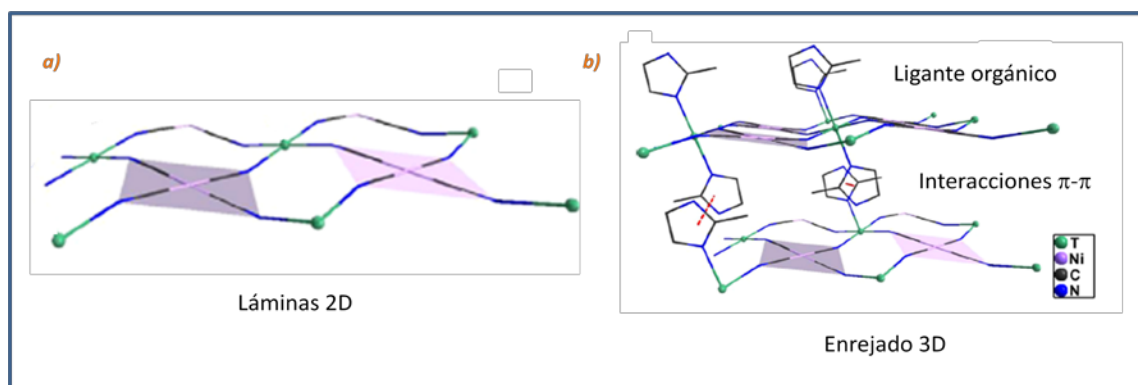 a)
Láminas 2D
b)
Ligante orgánico
Interacciones π-π
T
Ni
C
N
Enrejado 3D